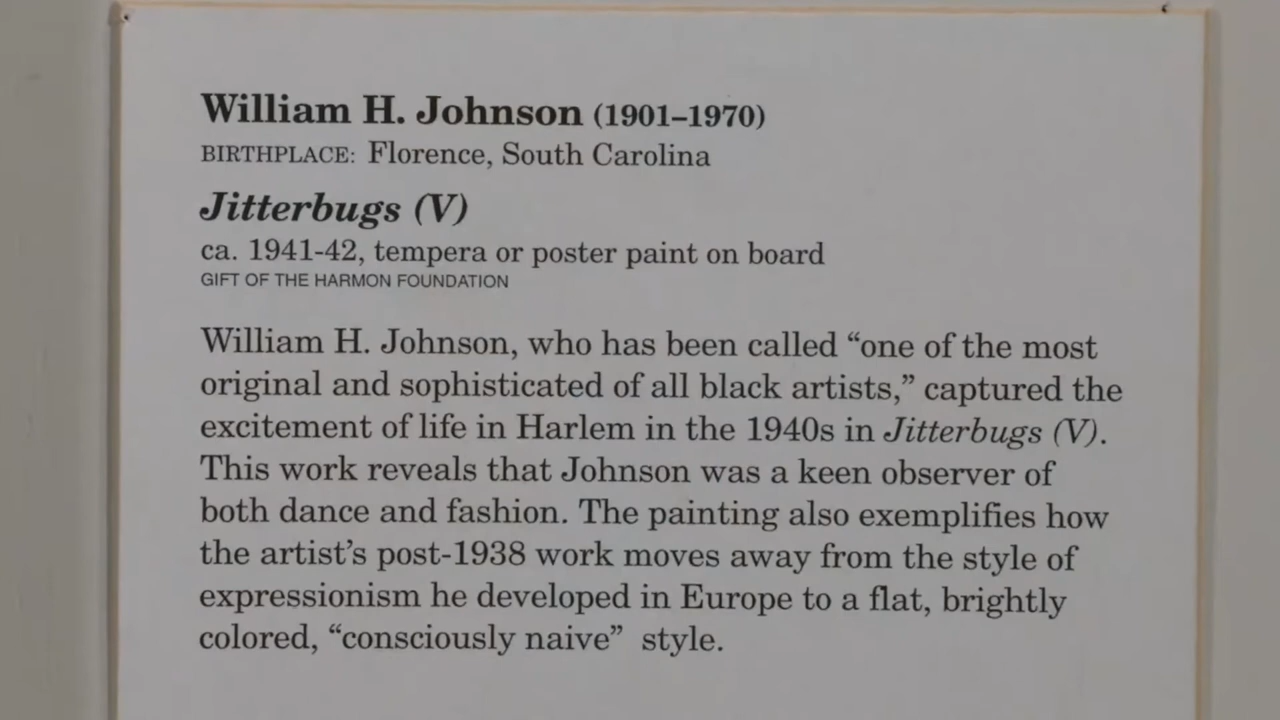 William H. Johnson (1901–1970)
BIRTHPLACE: Florence, South Carolina
Jitterbugs (V)
ca. 1941-42, tempera or poster paint on board
GIFT OF THE HARMON FOUNDATION
William H. Johnson, who has been called “one of the most
original and sophisticated of all black artists,” captured the
excitement of life in Harlem in the 1940s in Jitterbugs (V).
This work reveals that Johnson was a keen observer of
both dance and fashion. The painting also exemplifies how
the artist’s post-1938 work moves away from the style of
expressionism he developed in Europe to a flat, brightly
colored, “consciously naive” style.